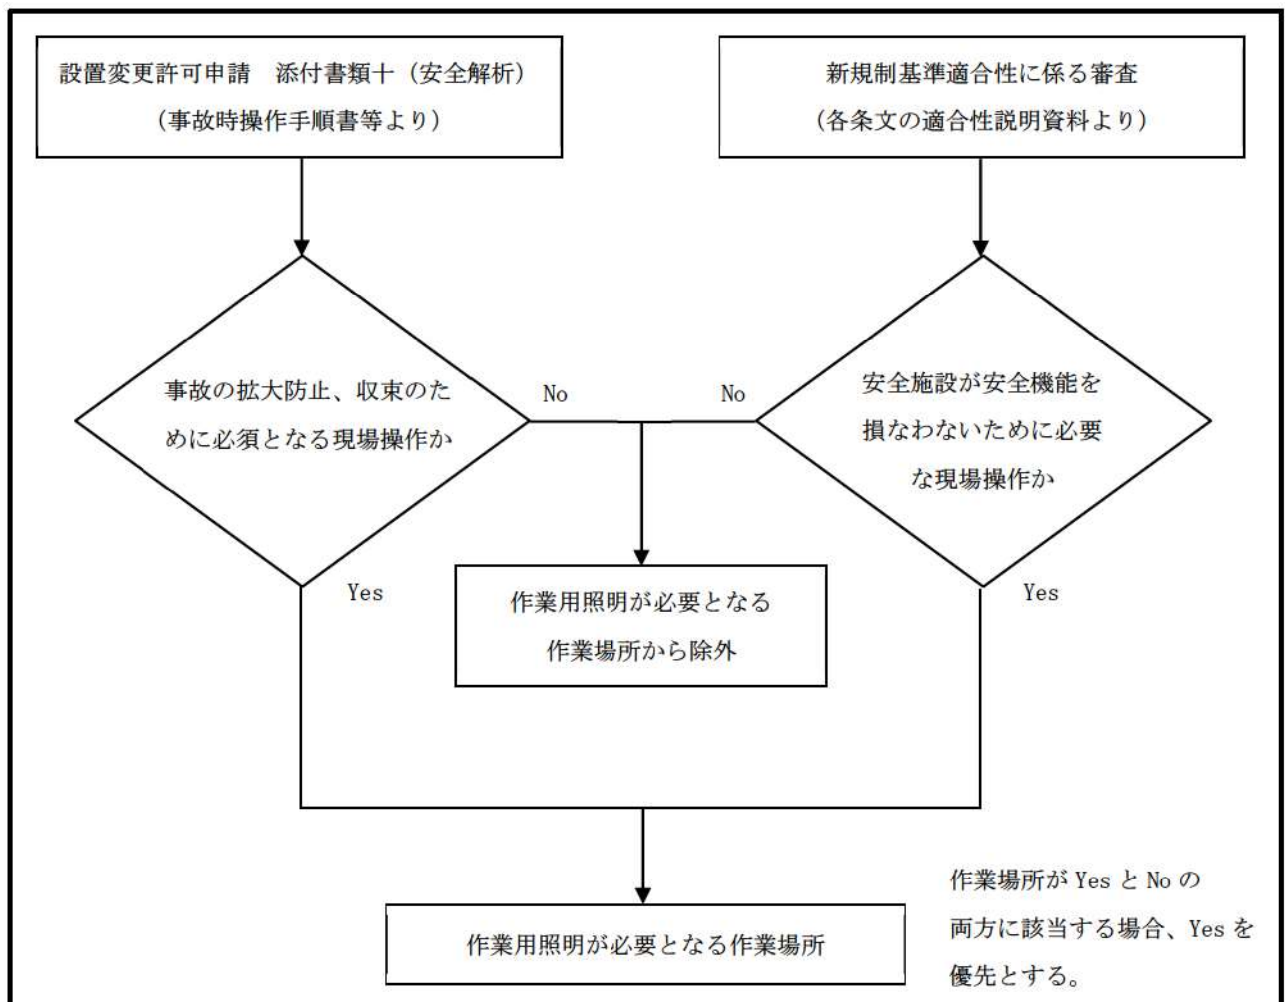 設置変更許可申請　添付書類十（安全解析）
（事故時操作手順書等より）
新規制基準適合性に係る審査
（各条文の適合性説明資料より）
事故の拡大防止、収束のた
めに必須となる現場操作か
No
No
安全施設が安全機能を
損なわないために必要
な現場操作か
Yes
作業用照明が必要となる
作業場所から除外
Yes
作業用照明が必要となる作業場所
作業場所が Yes と No の
両方に該当する場合、Yes を
優先とする。